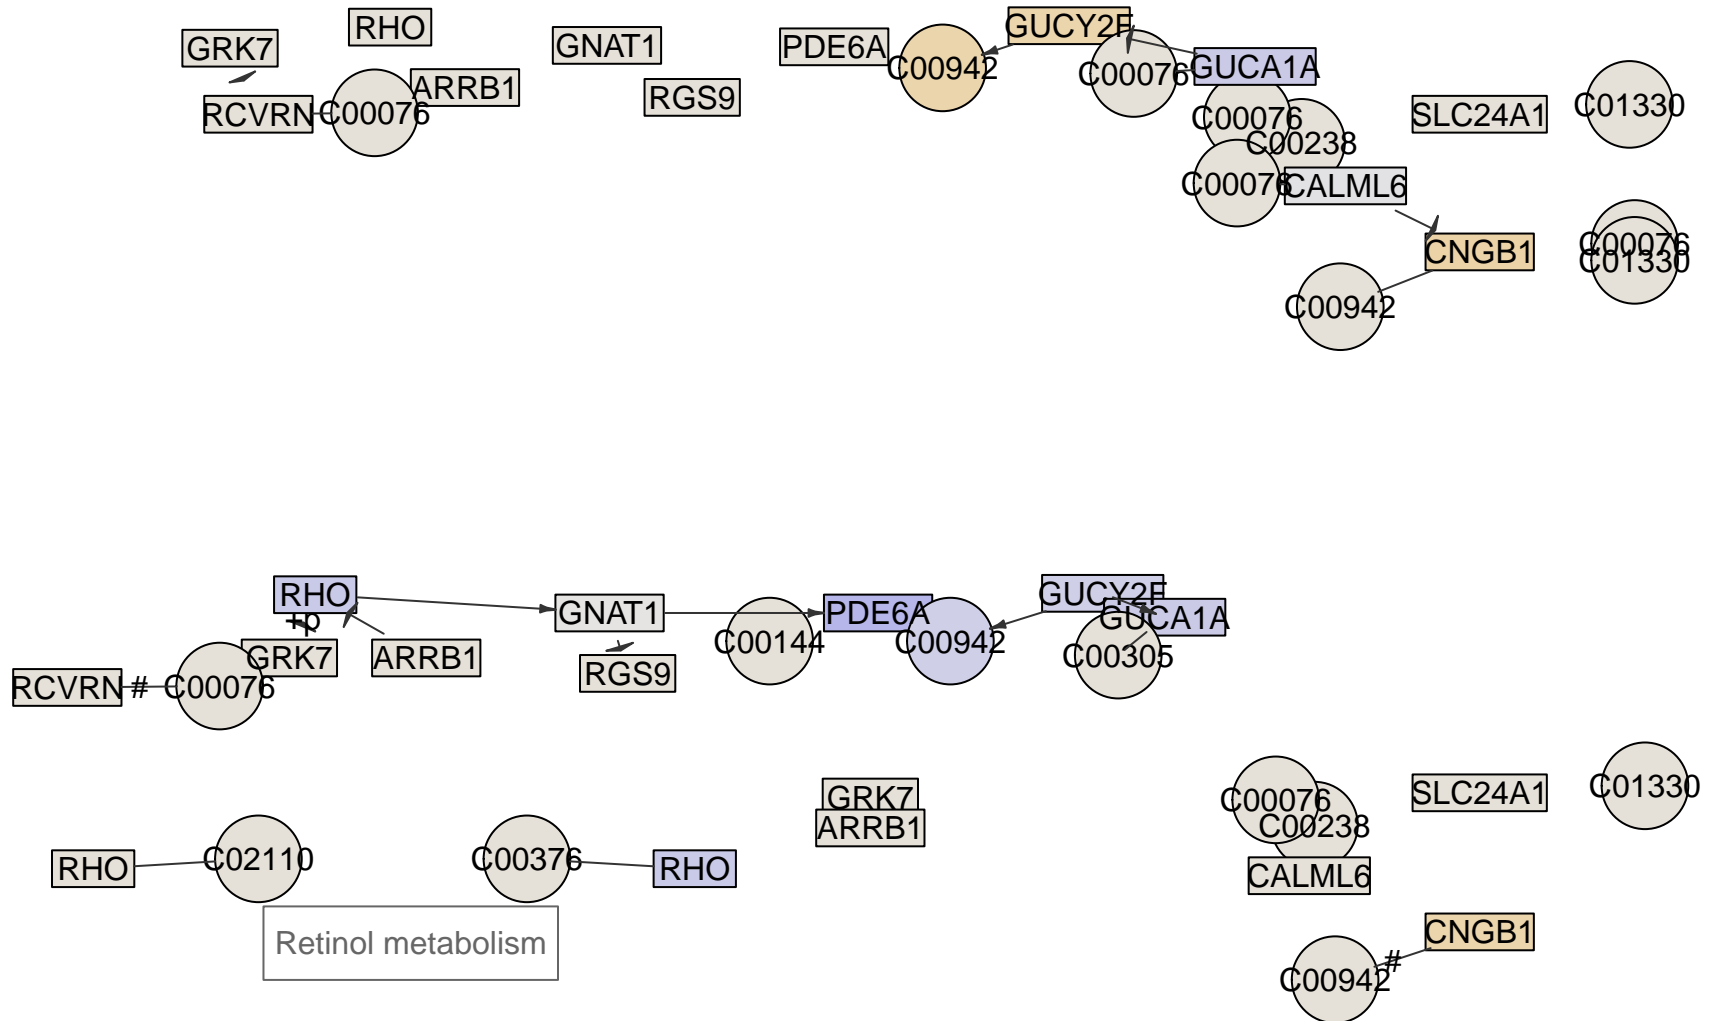 RHO
GRK7
GNAT1
PDE6A
C00942
GUCY2F
C00076
GUCA1A
RCVRN
C00076
ARRB1
RGS9
C00076
C00238
SLC24A1
C01330
C00076
CALML6
CNGB1
C00076
C01330
C00942
RHO
+p
GNAT1
PDE6A
GUCY2F
GUCA1A
GRK7
ARRB1
C00144
C00942
C00305
RCVRN
#
C00076
RGS9
GRK7
ARRB1
C00076
C00238
SLC24A1
C01330
RHO
C02110
C00376
RHO
CALML6
Retinol metabolism
CNGB1
#
C00942